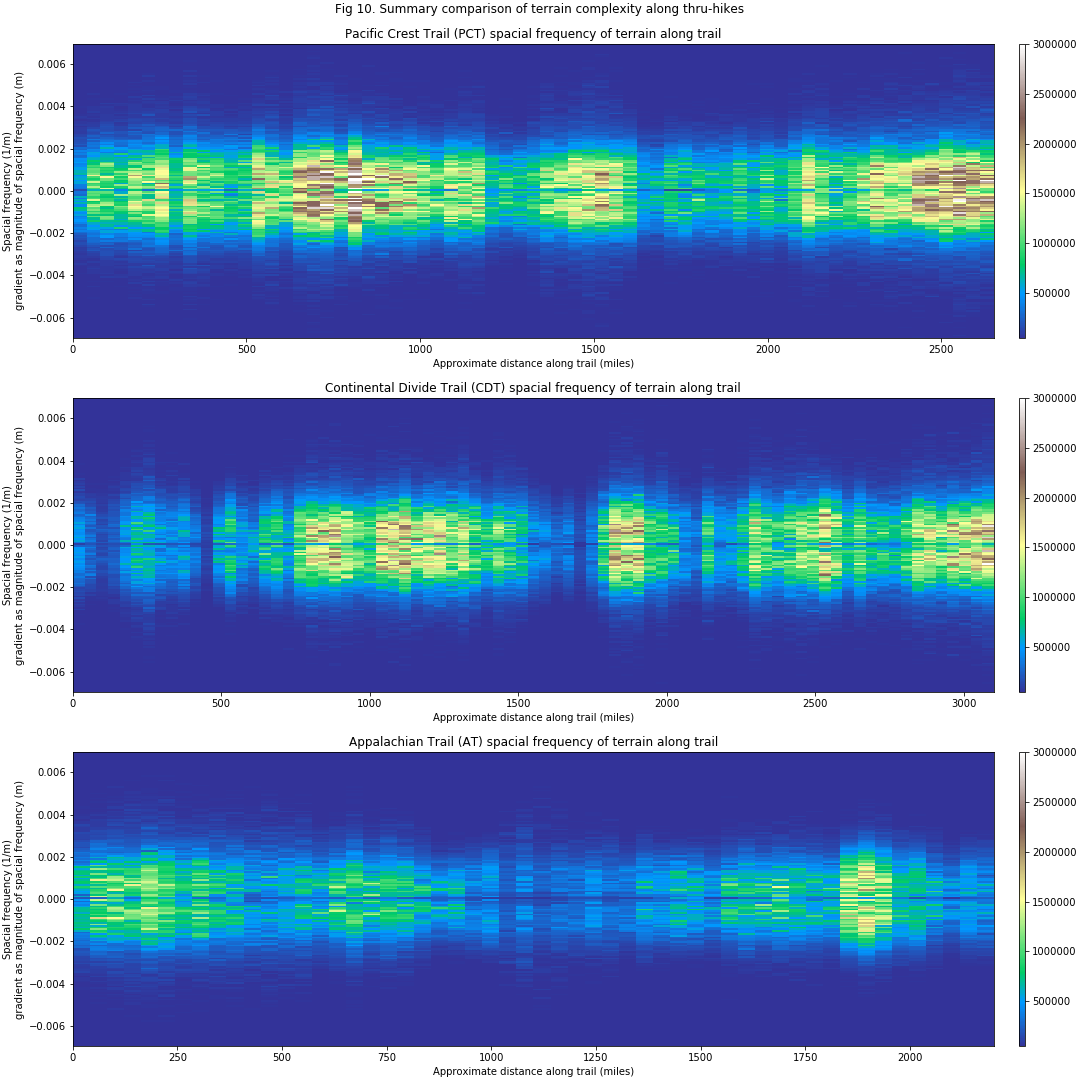 Fig 10. Summary comparison of terrain complexity along thru-hikes
Pacific Crest Trail (PCT) spacial frequency of terrain along trail
Spacial frequency (1/m)
gradient as magnitude of spacial frequency (m)
0.006
0.004
0.002
0.000
−0.002
−0.004
−0.006
0 500 1000 1500 2000 2500
Approximate distance along trail (miles)
3000000
2500000
2000000
1500000
1000000
500000
Continental Divide Trail (CDT) spacial frequency of terrain along trail
Spacial frequency (1/m)
gradient as magnitude of spacial frequency (m)
0.006
0.004
0.002
0.000
−0.002
−0.004
−0.006
0 500 1000 1500 2000 2500 3000
Approximate distance along trail (miles)
3000000
2500000
2000000
1500000
1000000
500000
Appalachian Trail (AT) spacial frequency of terrain along trail
Spacial frequency (1/m)
gradient as magnitude of spacial frequency (m)
0.006
0.004
0.002
0.000
−0.002
−0.004
−0.006
0 250 500 750 1000 1250 1500 1750 2000
Approximate distance along trail (miles)
3000000
2500000
2000000
1500000
1000000
500000